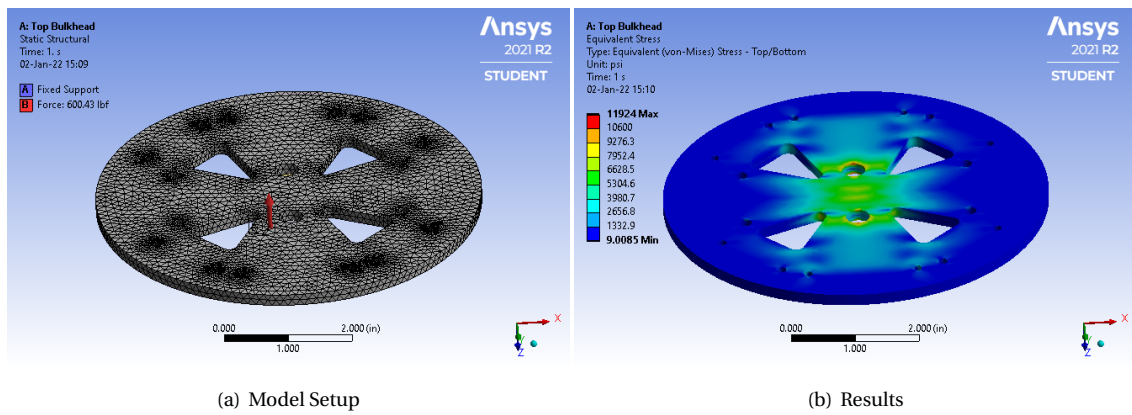 A: Top Bulkhead
Static Structural
Time: 1. s
02-Jan-22 15:09
A Fixed Support
B Force: 600.43 lbf
Ansys
2021 R2
STUDENT
0.000
2.000 (in)
1.000
X
Y
Z
(a) Model Setup
A: Top Bulkhead
Equivalent Stress
Type: Equivalent (von-Mises) Stress - Top/Bottom
Unit: psi
Time: 1 s
02-Jan-22 15:10
11924 Max
10600
9276.3
7952.4
6628.5
5304.6
3980.7
2656.8
1332.9
9.0085 Min
Ansys
2021 R2
STUDENT
0.000
2.000 (in)
1.000
X
Y
Z
(b) Results